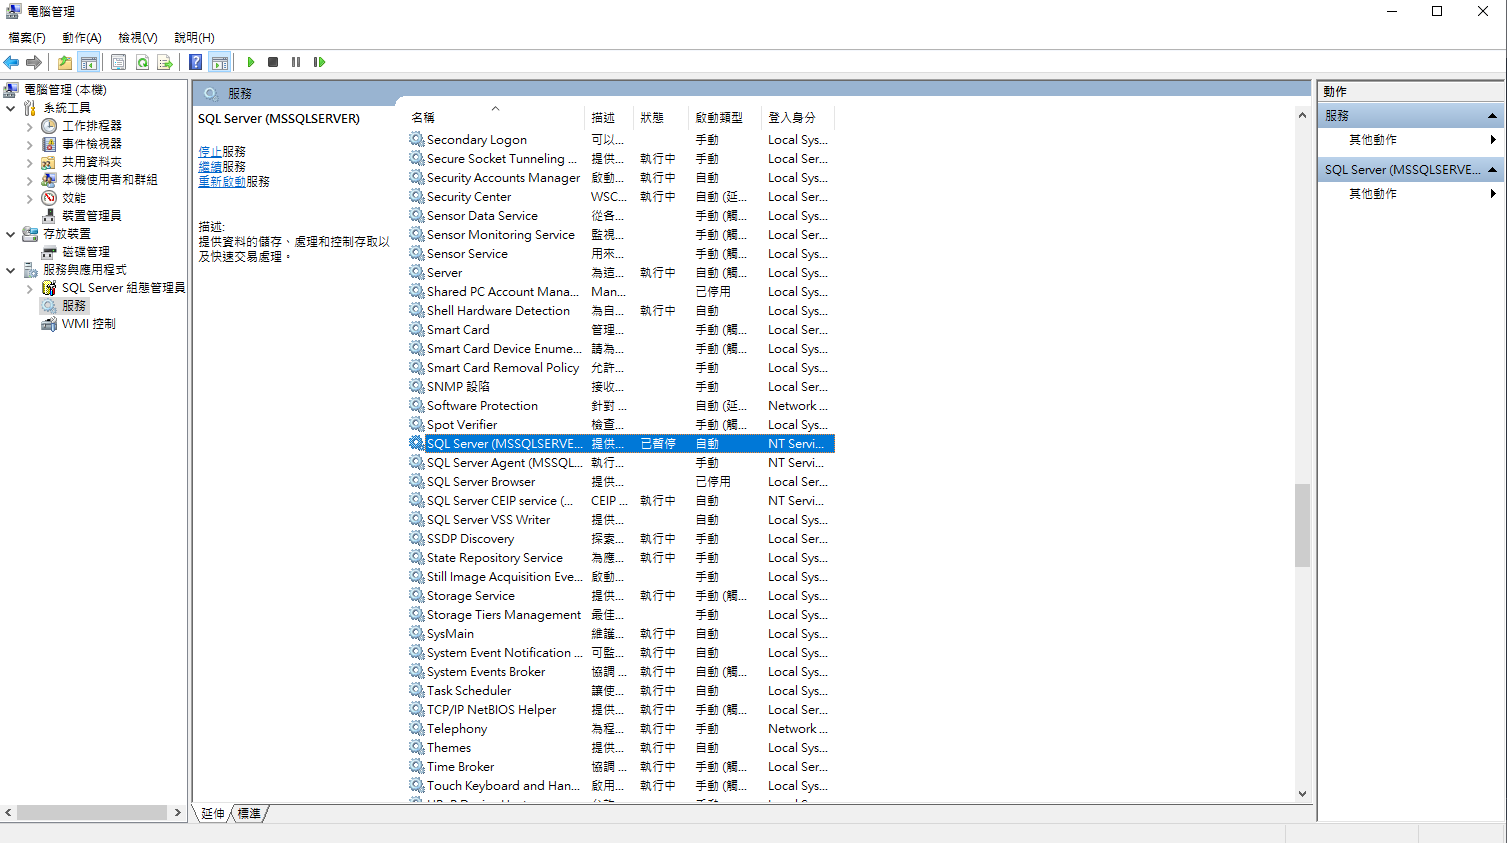 電腦管理
檔案(F) 動作(A) 檢視(V) 說明(H)
電腦管理 (本機)
系統工具
工作排程器
事件檢視器
共用資料夾
本機使用者和群組
效能
裝置管理員
存放裝置
磁碟管理
服務與應用程式
SQL Server 組態管理員
服務
WMI 控制
服務
SQL Server (MSSQLSERVER)
停止服務
繼續服務
重新啟動服務
描述:
提供資料的儲存、處理和控制存取以
及快速交易處理。
名稱 描述 狀態 啟動類型 登入身分
Secondary Logon 可以... 手動 Local Sys...
Secure Socket Tunneling ... 提供... 執行中 手動 Local Ser...
Security Accounts Manager 啟動... 執行中 自動 Local Sys...
Security Center WSC... 執行中 自動 (延... Local Ser...
Sensor Data Service 從各... 手動 (觸... Local Sys...
Sensor Monitoring Service 監視... 手動 (觸... Local Ser...
Sensor Service 用來... 手動 (觸... Local Sys...
Server 為這... 執行中 自動 (觸... Local Sys...
Shared PC Account Mana... Man... 已停用 Local Sys...
Shell Hardware Detection 為自... 執行中 自動 Local Sys...
Smart Card 管理... 手動 (觸... Local Ser...
Smart Card Device Enume... 請為... 手動 (觸... Local Sys...
Smart Card Removal Policy 允許... 手動 Local Sys...
SNMP 設陷 接收... 手動 Local Ser...
Software Protection 針對 ... 自動 (延... Network ...
Spot Verifier 檢查... 手動 (觸... Local Sys...
SQL Server (MSSQLSERVE... 提供... 已暫停 自動 NT Servi...
SQL Server Agent (MSSQL... 執行... 手動 NT Servi...
SQL Server Browser 提供... 已停用 Local Ser...
SQL Server CEIP service (... CEIP ... 執行中 自動 NT Servi...
SQL Server VSS Writer 提供... 自動 Local Sys...
SSDP Discovery 探索... 執行中 手動 Local Ser...
State Repository Service 為應... 執行中 手動 Local Sys...
Still Image Acquisition Eve... 啟動... 手動 Local Sys...
Storage Service 提供... 執行中 手動 (觸... Local Sys...
Storage Tiers Management 最佳... 手動 Local Sys...
SysMain 維護... 執行中 自動 Local Sys...
System Event Notification ... 可監... 執行中 自動 Local Sys...
System Events Broker 協調 ... 執行中 自動 (觸... Local Sys...
Task Scheduler 讓使... 執行中 自動 Local Sys...
TCP/IP NetBIOS Helper 提供... 執行中 手動 (觸... Local Ser...
Telephony 為程... 執行中 手動 Network ...
Themes 提供... 執行中 自動 Local Sys...
Time Broker 協調 ... 執行中 手動 (觸... Local Ser...
Touch Keyboard and Han... 啟用... 執行中 手動 (觸... Local Sys...
延伸 標準
動作
服務
其他動作
SQL Server (MSSQLSERVE...
其他動作